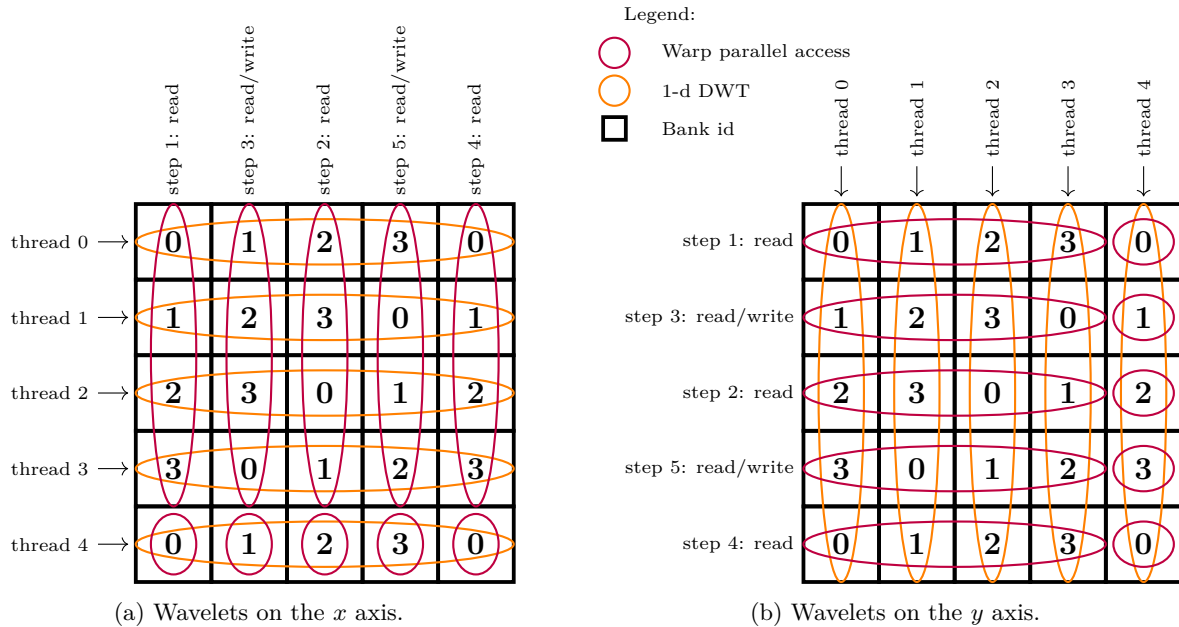 Legend:
Warp parallel access
1-d DWT
Bank id
step 1: read
step 3: read/write
step 2: read
step 5: read/write
step 4: read
thread 0
0 1 2 3 0
thread 1
1 2 3 0 1
thread 2
2 3 0 1 2
thread 3
3 0 1 2 3
thread 4
0 1 2 3 0
(a) Wavelets on the x axis.
thread 0
thread 1
thread 2
thread 3
thread 4
step 1: read
0 1 2 3 0
step 3: read/write
1 2 3 0 1
step 2: read
2 3 0 1 2
step 5: read/write
3 0 1 2 3
step 4: read
0 1 2 3 0
(b) Wavelets on the y axis.